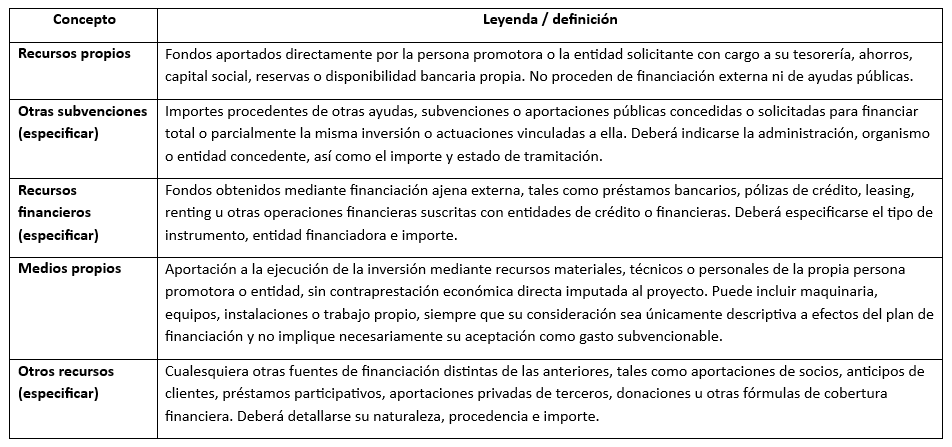 Concepto
Leyenda / definición
Recursos propios
Fondos aportados directamente por la persona promotora o la entidad solicitante con cargo a su tesorería, ahorros,
capital social, reservas o disponibilidad bancaria propia. No proceden de financiación externa ni de ayudas públicas.
Otras subvenciones
(especificar)
Importes procedentes de otras ayudas, subvenciones o aportaciones públicas concedidas o solicitadas para financiar
total o parcialmente la misma inversión o actuaciones vinculadas a ella. Deberá indicarse la administración, organismo
o entidad concedente, así como el importe y estado de tramitación.
Recursos
financieros
(especificar)
Fondos obtenidos mediante financiación ajena externa, tales como préstamos bancarios, pólizas de crédito, leasing,
renting u otras operaciones financieras suscritas con entidades de crédito o financieras. Deberá especificarse el tipo de
instrumento, entidad financiadora e importe.
Medios propios
Aportación a la ejecución de la inversión mediante recursos materiales, técnicos o personales de la propia persona
promotora o entidad, sin contraprestación económica directa imputada al proyecto. Puede incluir maquinaria,
equipos, instalaciones o trabajo propio, siempre que su consideración sea únicamente descriptiva a efectos del plan de
financiación y no implique necesariamente su aceptación como gasto subvencionable.
Otros recursos
(especificar)
Cualesquiera otras fuentes de financiación distintas de las anteriores, tales como aportaciones de socios, anticipos de
clientes, préstamos participativos, aportaciones privadas de terceros, donaciones u otras fórmulas de cobertura
financiera. Deberá detallarse su naturaleza, procedencia e importe.